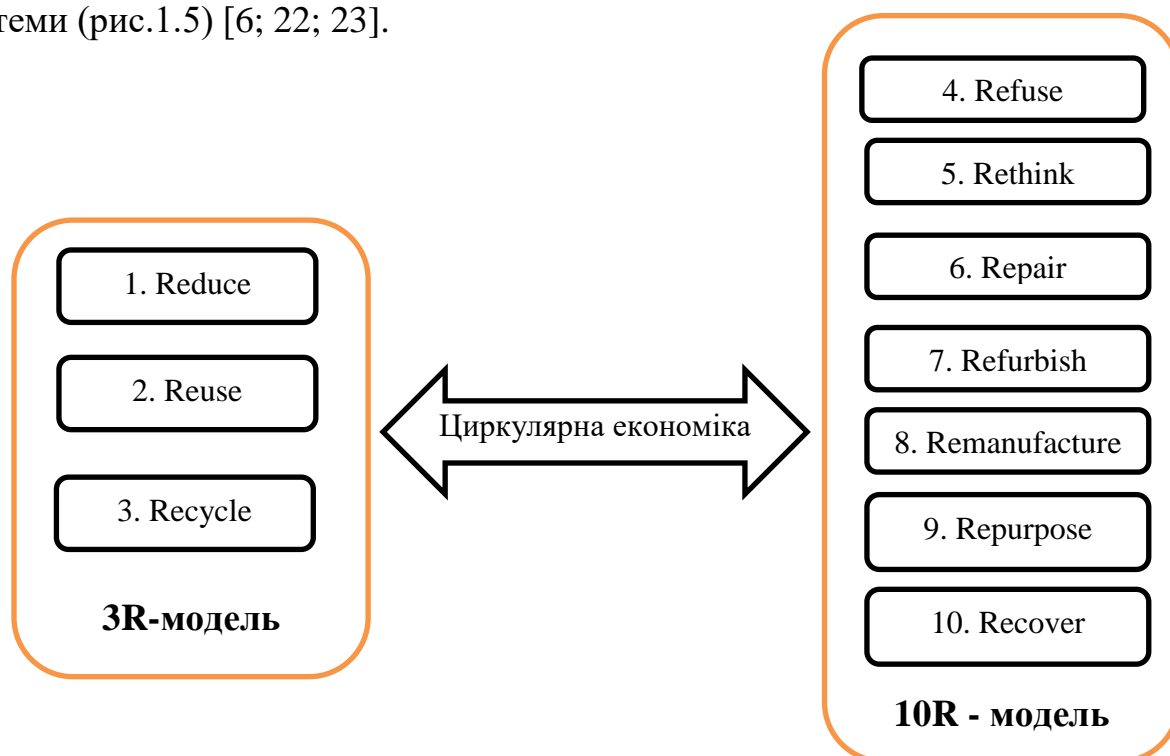 теми (рис.1.5) [6; 22; 23].
1. Reduce
2. Reuse
3. Recycle
3R-модель
Циркулярна економіка
4. Refuse
5. Rethink
6. Repair
7. Refurbish
8. Remanufacture
9. Repurpose
10. Recover
10R - модель